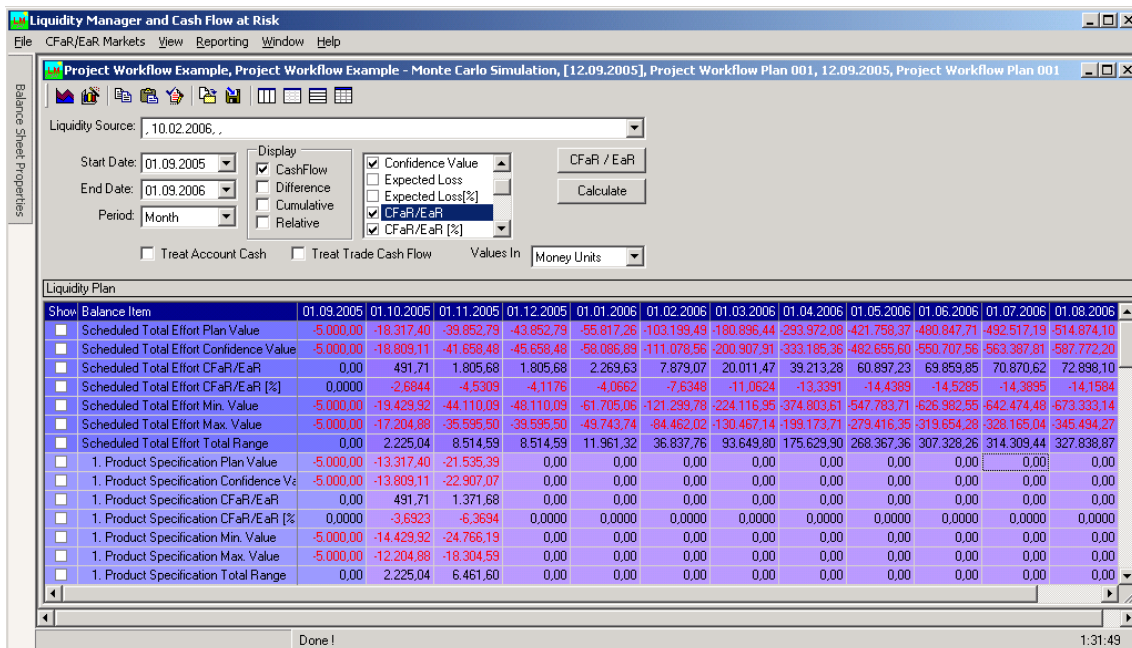 LM Liquidity Manager and Cash Flow at Risk
File CFaR/EaR Markets View Reporting Window Help
Balance Sheet Properties
LM Project Workflow Example, Project Workflow Example - Monte Carlo Simulation, [12.09.2005], Project Workflow Plan 001, 12.09.2005, Project Workflow Plan 001
Liquidity Source: , 10.02.2006, ,
Start Date: 01.09.2005
End Date: 01.09.2006
Period: Month
Display
CashFlow
Difference
Cumulative
Relative
Confidence Value
Expected Loss
Expected Loss[%]
CFaR/EaR
CFaR/EaR [%]
CFaR / EaR
Calculate
Treat Account Cash Treat Trade Cash Flow Values In Money Units
Liquidity Plan
Show Balance Item 01.09.2005 01.10.2005 01.11.2005 01.12.2005 01.01.2006 01.02.2006 01.03.2006 01.04.2006 01.05.2006 01.06.2006 01.07.2006 01.08.2006
Scheduled Total Effort Plan Value -5.000,00 -18.317,40 -39.852,79 -43.852,79 -55.817,26 -103.199,49 -180.896,44 -293.972,08 -421.758,37 -480.847,71 -492.517,19 -514.874,10
Scheduled Total Effort Confidence Value -5.000,00 -18.809,11 -41.658,48 -45.658,48 -58.086,89 -111.078,56 -200.907,91 -333.185,36 -482.655,60 -550.707,56 -563.387,81 -587.772,20
Scheduled Total Effort CFaR/EaR 0,00 491,71 1.805,68 1.805,68 2.269,63 7.879,07 20.011,47 39.213,28 60.897,23 69.859,85 70.870,62 72.898,10
Scheduled Total Effort CFaR/EaR [%] 0,0000 -2,6844 -4,5309 -4,1176 -4,0662 -7,6348 -11,0624 -13,3391 -14,4389 -14,5285 -14,3895 -14,1584
Scheduled Total Effort Min. Value -5.000,00 -19.429,92 -44.110,09 -48.110,09 -61.705,06 -121.299,78 -224.116,95 -374.803,61 -547.783,71 -626.982,55 -642.474,48 -673.333,14
Scheduled Total Effort Max. Value -5.000,00 -17.204,88 -35.595,50 -39.595,50 -49.743,74 -84.462,02 -130.467,14 -199.173,71 -279.416,35 -319.654,28 -328.165,04 -345.494,27
Scheduled Total Effort Total Range 0,00 2.225,04 8.514,59 8.514,59 11.961,32 36.837,76 93.649,80 175.629,90 268.367,36 307.328,26 314.309,44 327.838,87
1. Product Specification Plan Value -5.000,00 -13.317,40 -21.535,39 0,00 0,00 0,00 0,00 0,00 0,00 0,00 0,00 0,00
1. Product Specification Confidence Va -5.000,00 -13.809,11 -22.907,07 0,00 0,00 0,00 0,00 0,00 0,00 0,00 0,00 0,00
1. Product Specification CFaR/EaR 0,00 491,71 1.371,68 0,00 0,00 0,00 0,00 0,00 0,00 0,00 0,00 0,00
1. Product Specification CFaR/EaR [% 0,0000 -3,6923 -6,3694 0,0000 0,0000 0,0000 0,0000 0,0000 0,0000 0,0000 0,0000 0,0000
1. Product Specification Min. Value -5.000,00 -14.429,92 -24.766,19 0,00 0,00 0,00 0,00 0,00 0,00 0,00 0,00 0,00
1. Product Specification Max. Value -5.000,00 -12.204,88 -18.304,59 0,00 0,00 0,00 0,00 0,00 0,00 0,00 0,00 0,00
1. Product Specification Total Range 0,00 2.225,04 6.461,60 0,00 0,00 0,00 0,00 0,00 0,00 0,00 0,00 0,00
Done ! 1:31:49